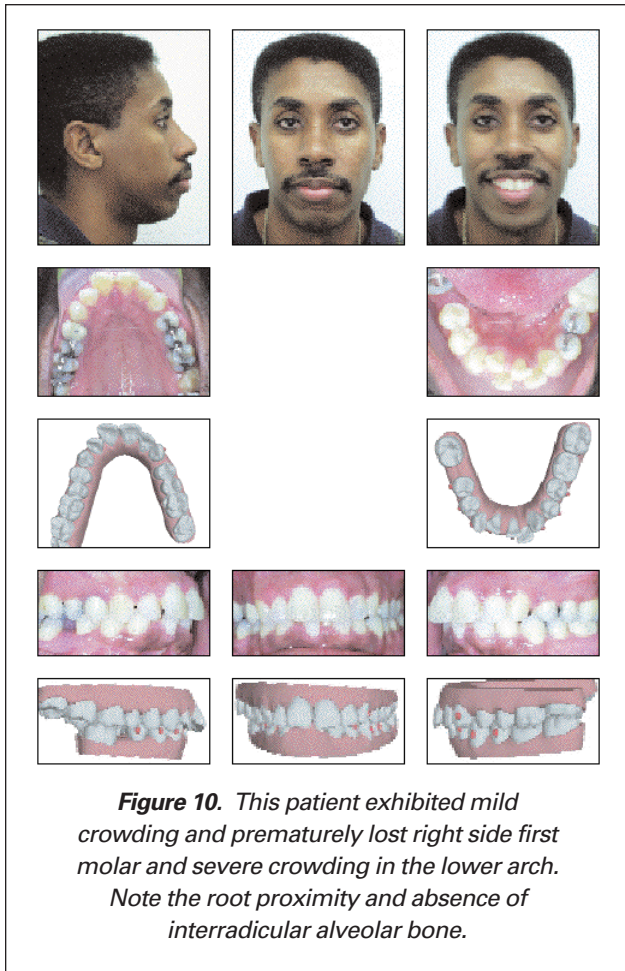 Figure 10. This patient exhibited mild
crowding and prematurely lost right side first
molar and severe crowding in the lower arch.
Note the root proximity and absence of
interradicular alveolar bone.